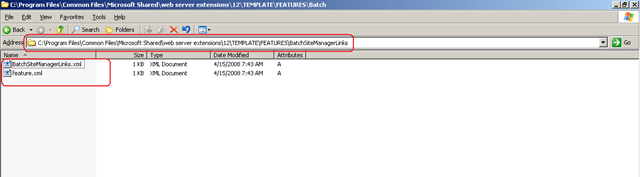 C:\Program Files\Common Files\Microsoft Shared\web server extensions\12\TEMPLATE\FEATURES\Batch
File Edit View Favorites Tools Help
Back Search Folders
Address C:\Program Files\Common Files\Microsoft Shared\web server extensions\12\TEMPLATE\FEATURES\BatchSiteManagerLinks Go
Name Size Type Date Modified Attributes
BatchSiteManagerLinks.xml 1 KB XML Document 4/15/2008 7:43 AM A
feature.xml 1 KB XML Document 4/15/2008 7:43 AM A